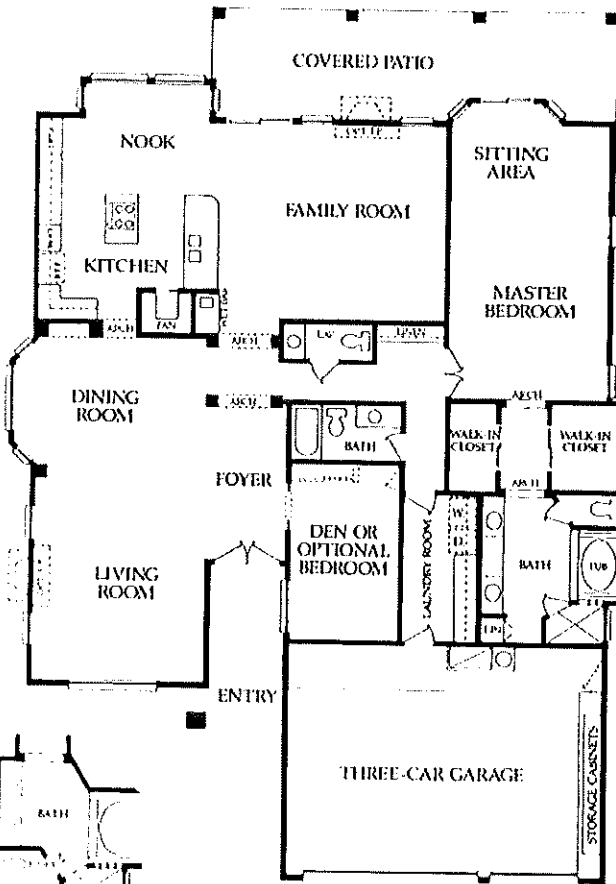 COVERED PATIO
NOOK
SITTING
AREA
FAMILY ROOM
KITCHEN
MASTER
BEDROOM
PAN
ARCH
ARCH
LAV
LINEN
DINING
ROOM
ARCH
ARCH
BATH
WALK-IN
CLOSET
WALK-IN
CLOSET
FOYER
ARCH
W
D
DEN OR
OPTIONAL
BEDROOM
LAUNDRY ROOM
BATH
TUB
LIVING
ROOM
LIN
ENTRY
THREE-CAR GARAGE
STORAGE CABINETS
BATH